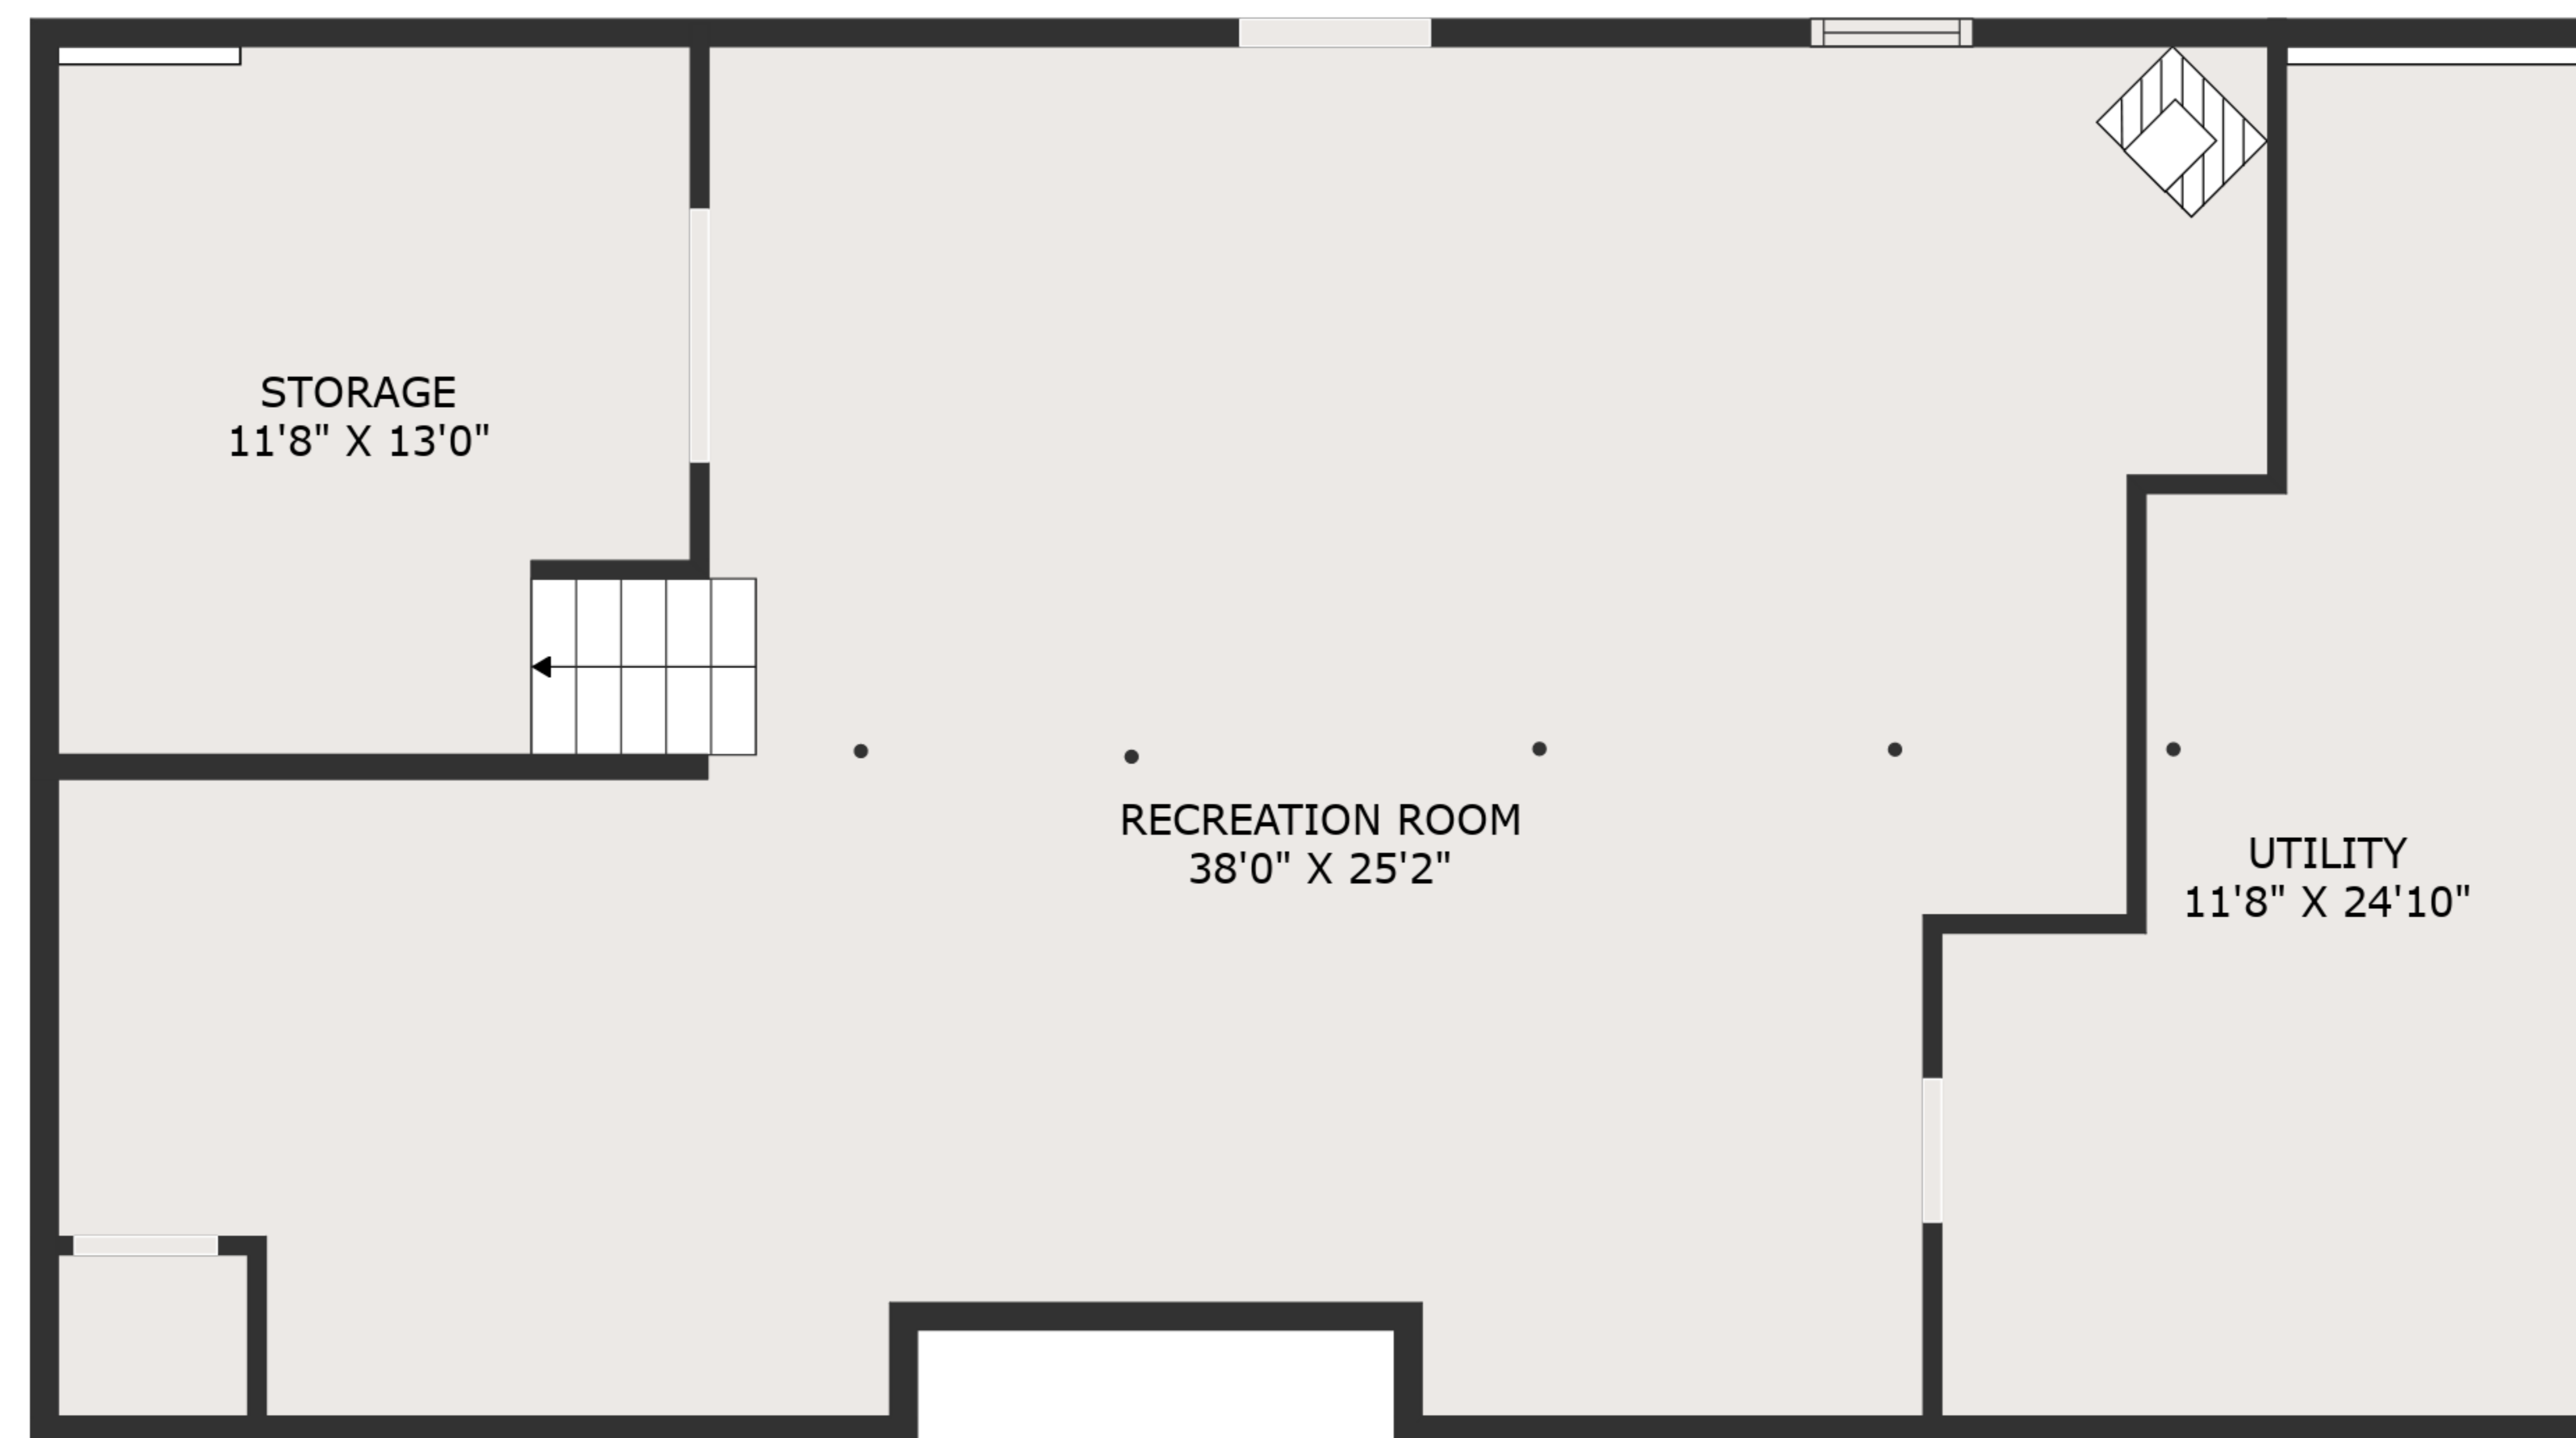 STORAGE
11'8" X 13'0"
RECREATION ROOM
38'0" X 25'2"
UTILITY
11'8" X 24'10"